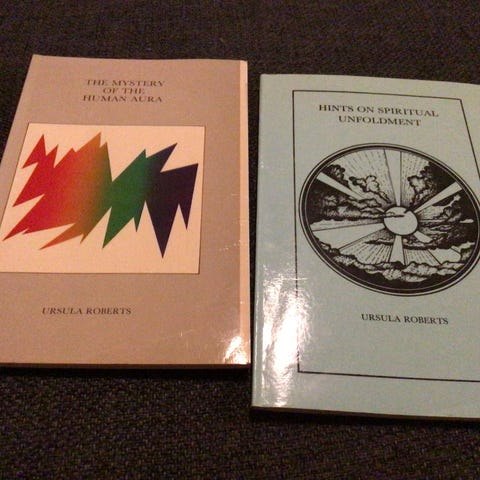 THE MYSTERY
OF THE
HUMAN AURA
URSULA ROBERTS
HINTS ON SPIRITUAL
UNFOLDMENT
URSULA ROBERTS